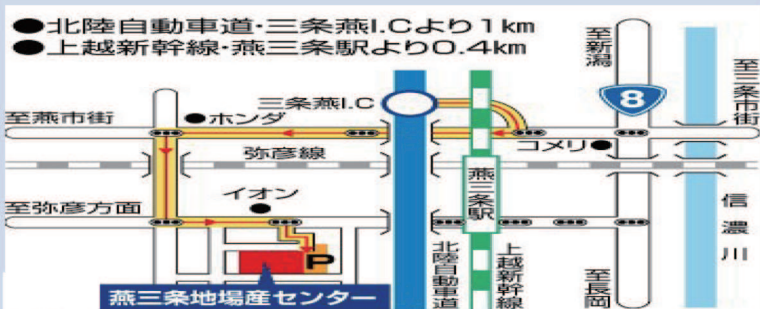 ●北陸自動車道・三条燕I.Cより1km
●上越新幹線・燕三条駅より0.4km
至新潟
至三条市街
三条燕I.C
8
至燕市街
●ホンダ
コメリ●
弥彦線
燕三条駅
イオン
至弥彦方面
信濃川
P
北陸自動車道
上越新幹線
至長岡
燕三条地場産センター